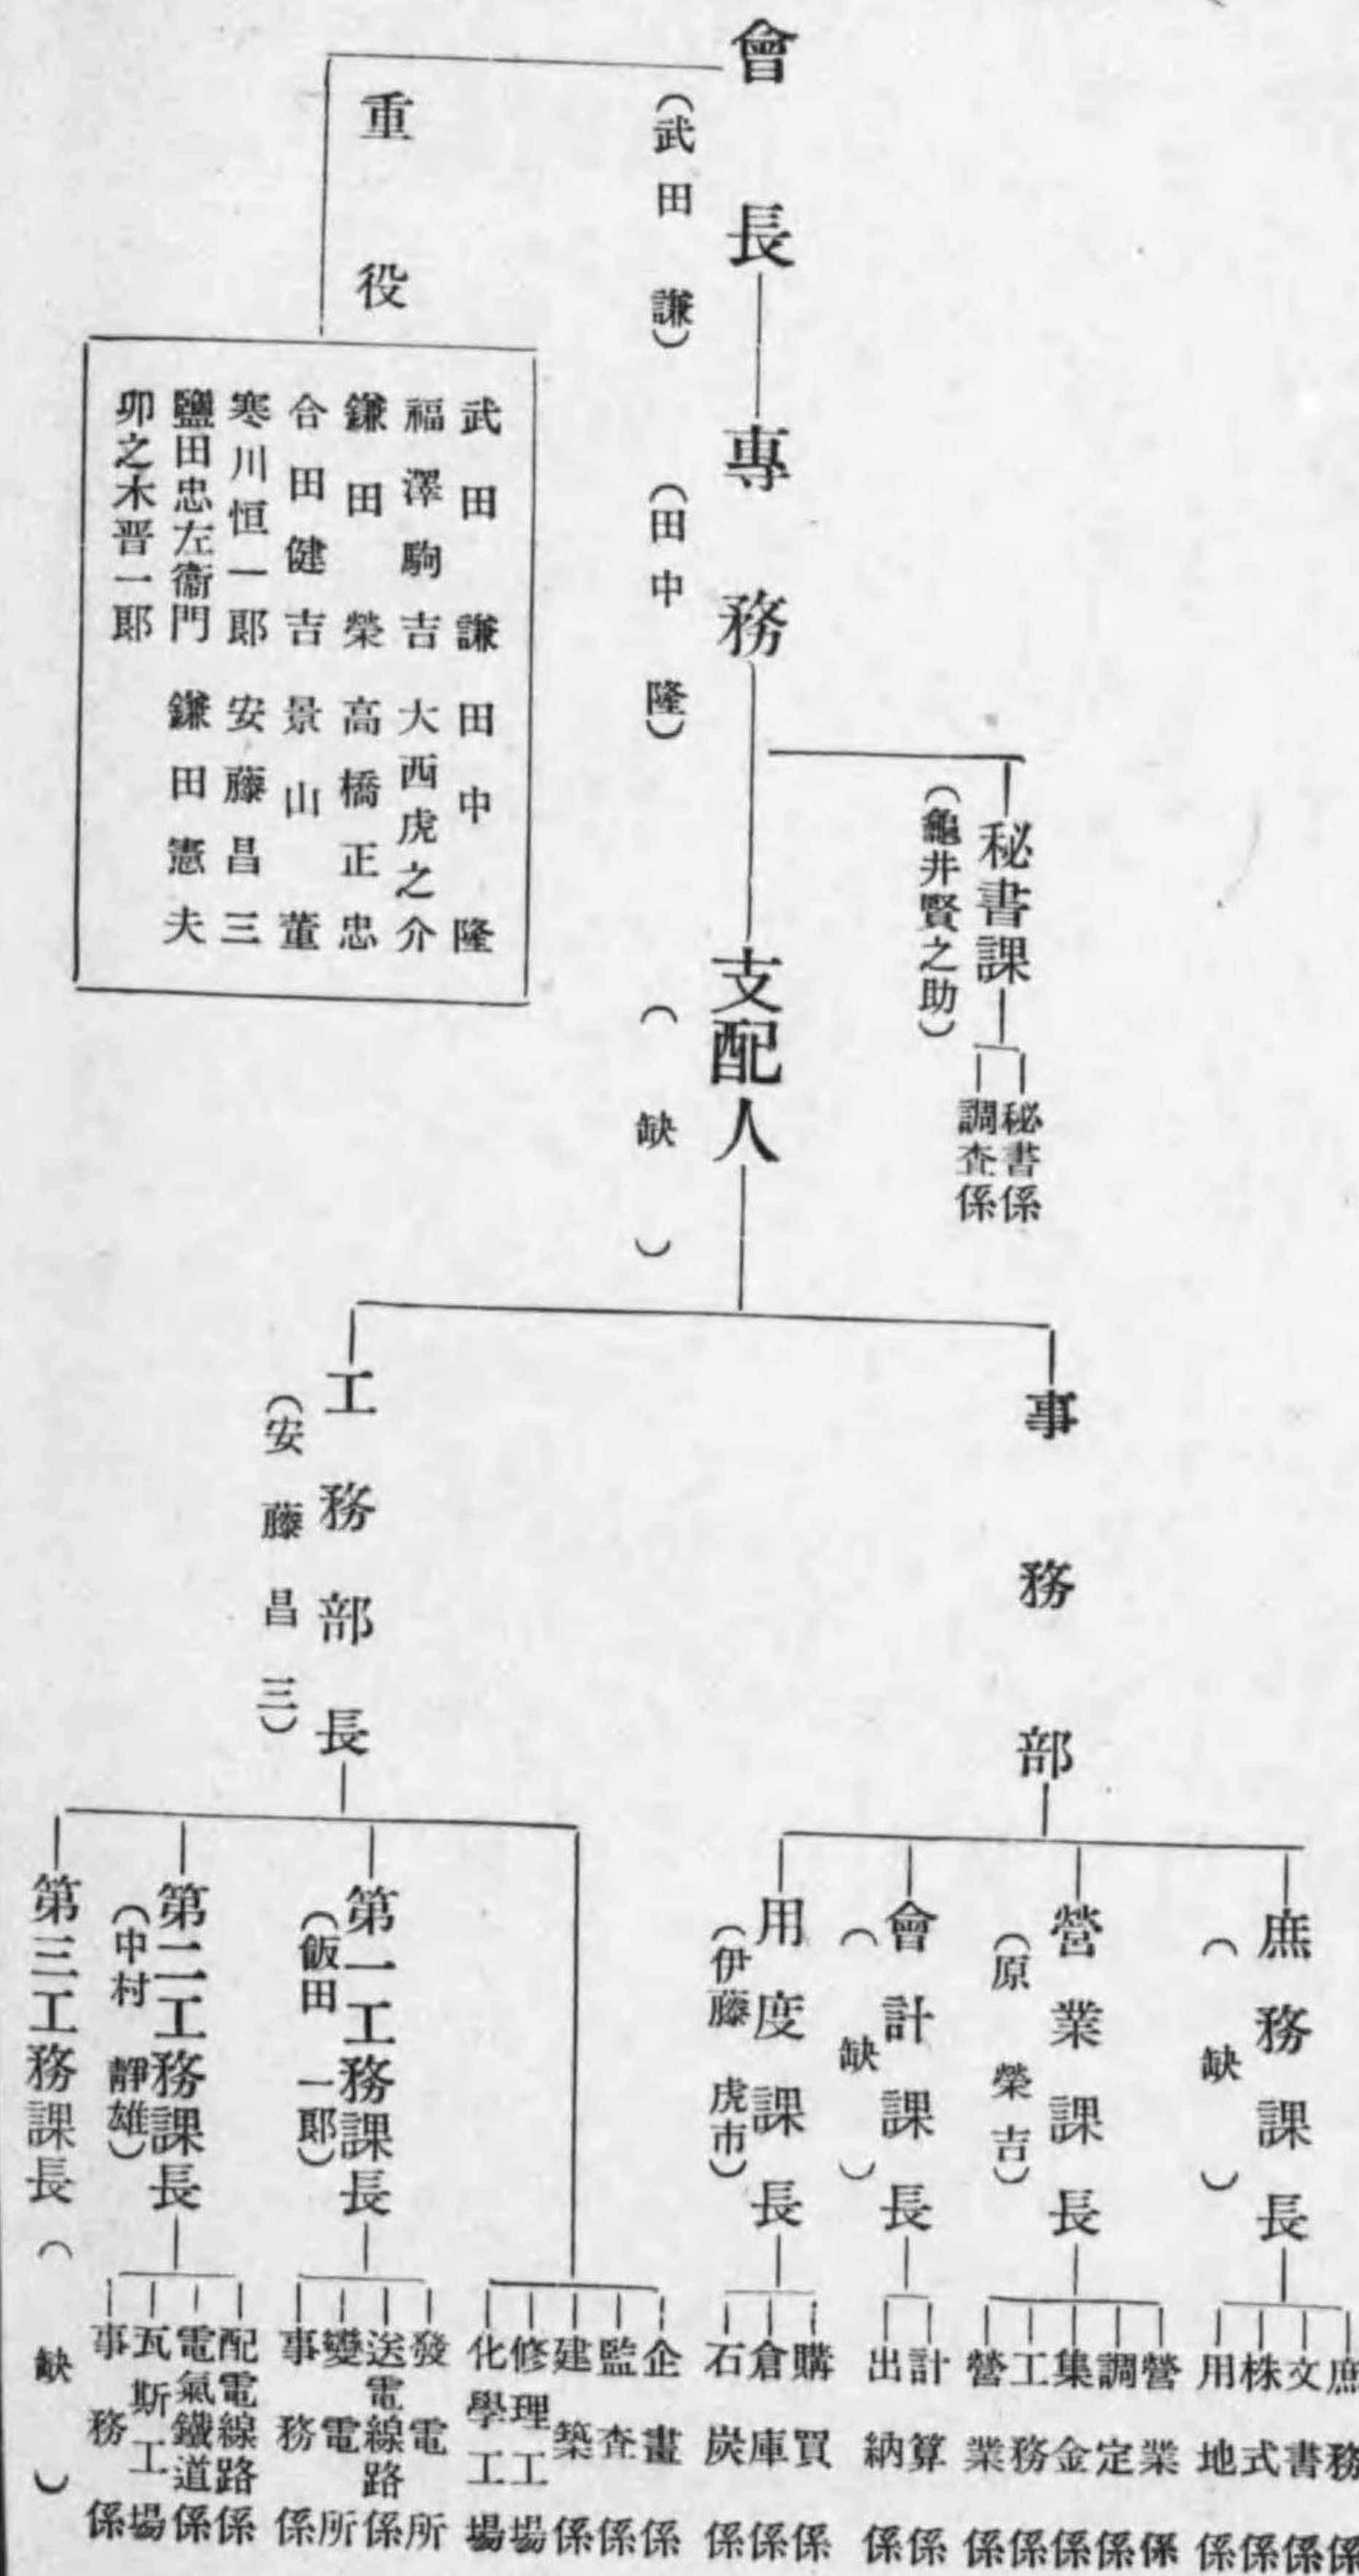 會長
(武田謙)
重役
武田謙
田中隆
福澤駒吉
大西虎之介
鎌田榮
高橋正忠
合田健吉
景山董
寒川恒一郎
安藤昌三
鹽田忠左衞門
鎌田憲夫
卯之木晋一郎
專務
(田中隆)
秘書課
(龜井賢之助)
秘書係
調査係
支配人
(缺)
事務部
庶務課長
(缺)
庶務係
文書係
株式係
用地係
營業課長
(原榮吉)
營業係
調定係
集金係
工務係
營業係
會計課長
(缺)
計算係
出納係
用度課長
(伊藤虎市)
購買係
倉庫係
石炭係
工務部長
(安藤昌三)
企畫係
監査係
建築係
修理工場
化學工場
第一工務課長
(飯田一郎)
發電所
送電線路係
變電所
事務係
第二工務課長
(中村靜雄)
配電線路係
電氣鐵道係
瓦斯工場
事務係
第三工務課長(缺)